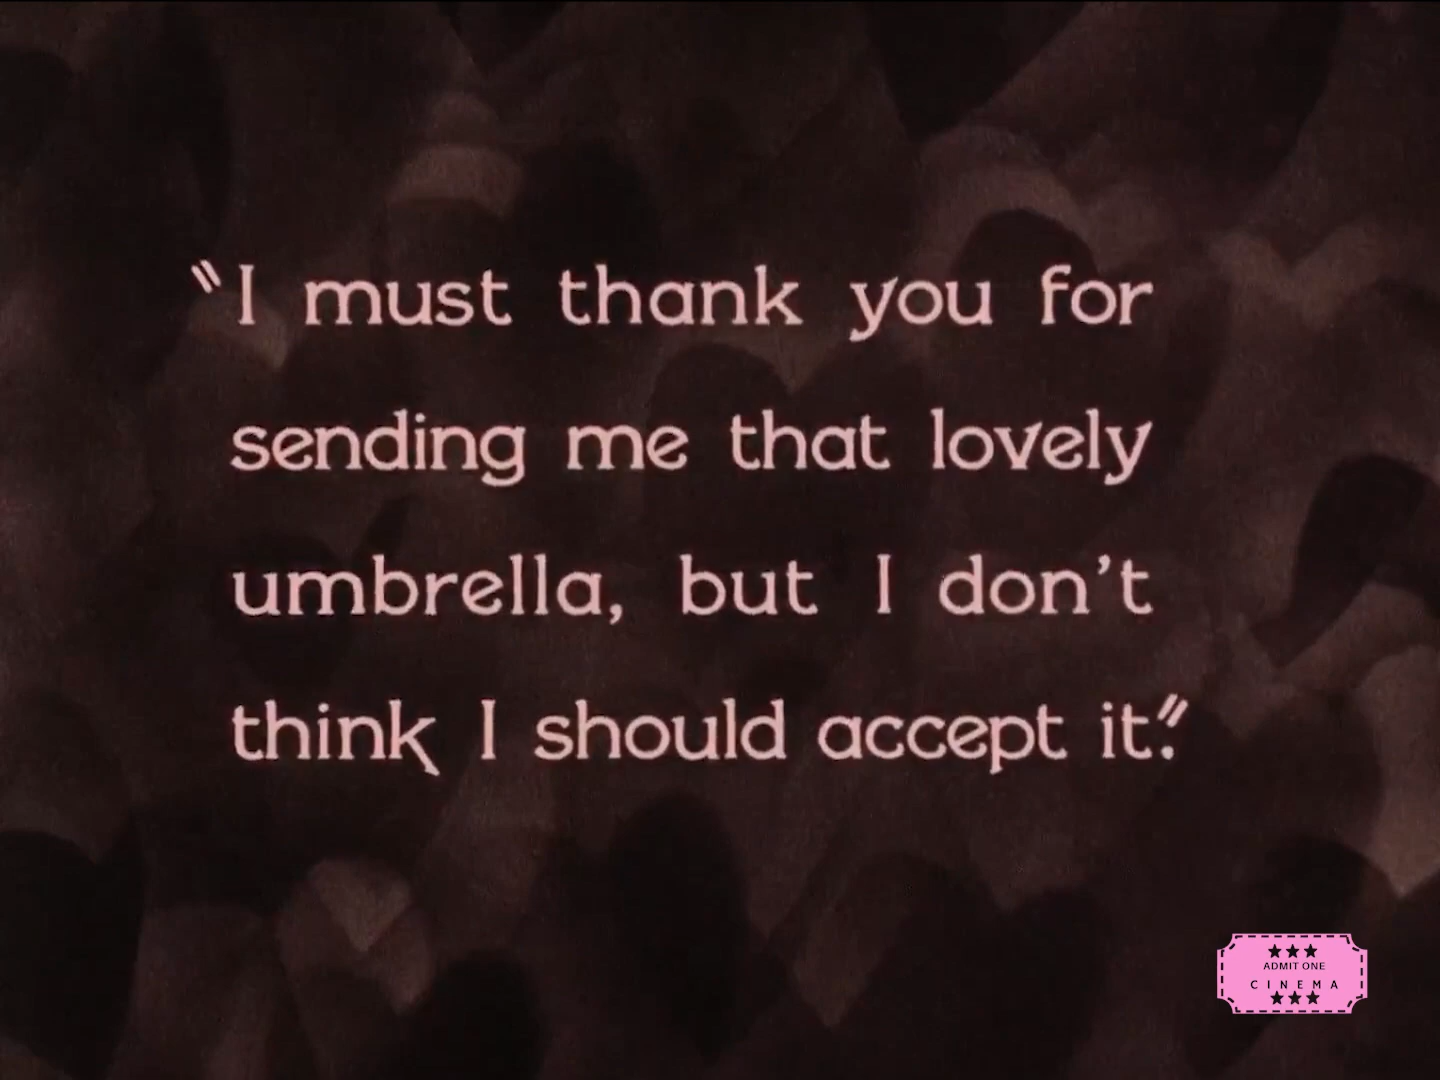 "I must thank you for
sending me that lovely
umbrella, but I don't
think I should accept it."
ADMIT ONE
CINEMA